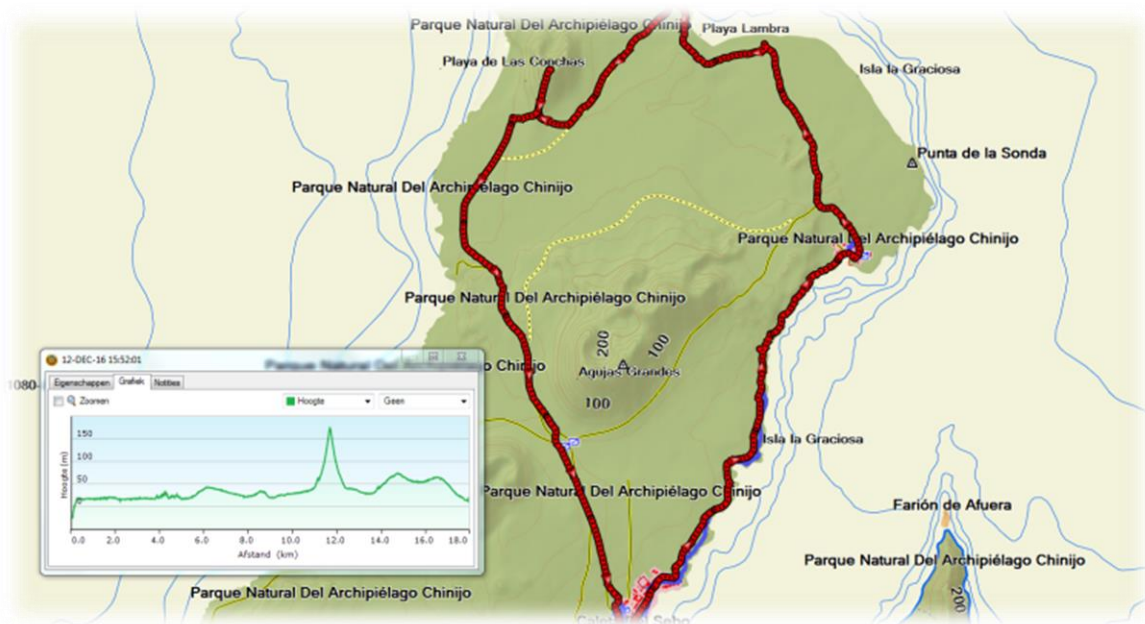 Parque Natural Del Archipiélago Chinijo
Playa Lambra
Playa de Las Conchas
Isla la Graciosa
Punta de la Sonda
Parque Natural Del Archipiélago Chinijo
Parque Natural Del Archipiélago Chinijo
Parque Natural Del Archipiélago Chinijo
200
100
Agujas Grandes
100
1080
12-DEC-16 15:52:01
Eigenschappen Grafiek Notities
Zoomen
Hoogte
Geen
150
100
50
Hoogte (m)
0.0 2.0 4.0 6.0 8.0 10.0 12.0 14.0 16.0 18.0
Afstand (km)
Isla la Graciosa
Parque Natural Del Archipiélago Chinijo
Farión de Afuera
Parque Natural Del Archipiélago Chinijo
200
Parque Natural Del Archipiélago Chinijo